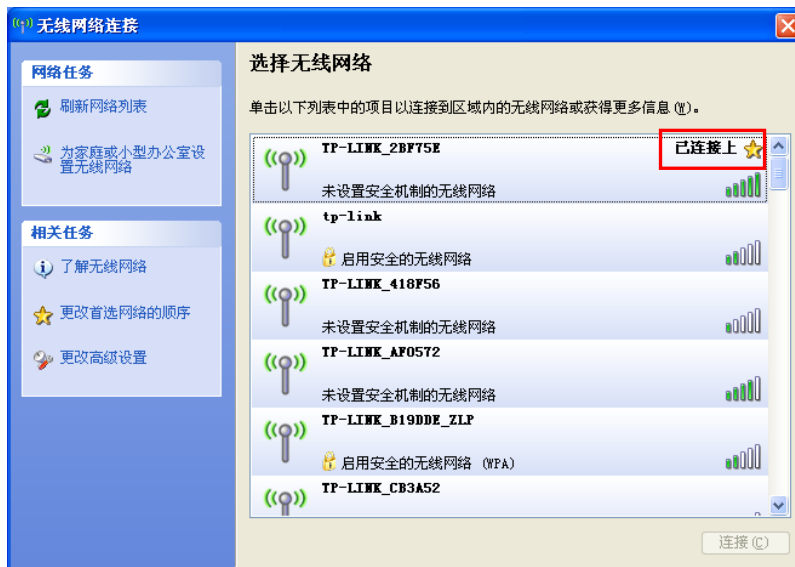 无线网络连接
网络任务
刷新网络列表
为家庭或小型办公室设
置无线网络
相关任务
了解无线网络
更改首选网络的顺序
更改高级设置
选择无线网络
单击以下列表中的项目以连接到区域内的无线网络或获得更多信息(W)。
TP-LINK_2BF75E
已连接上
未设置安全机制的无线网络
tp-link
启用安全的无线网络
TP-LINK_418F56
未设置安全机制的无线网络
TP-LINK_AF0572
未设置安全机制的无线网络
TP-LINK_B19DDE_ZLP
启用安全的无线网络 (WPA)
TP-LINK_CB3A52
连接(C)